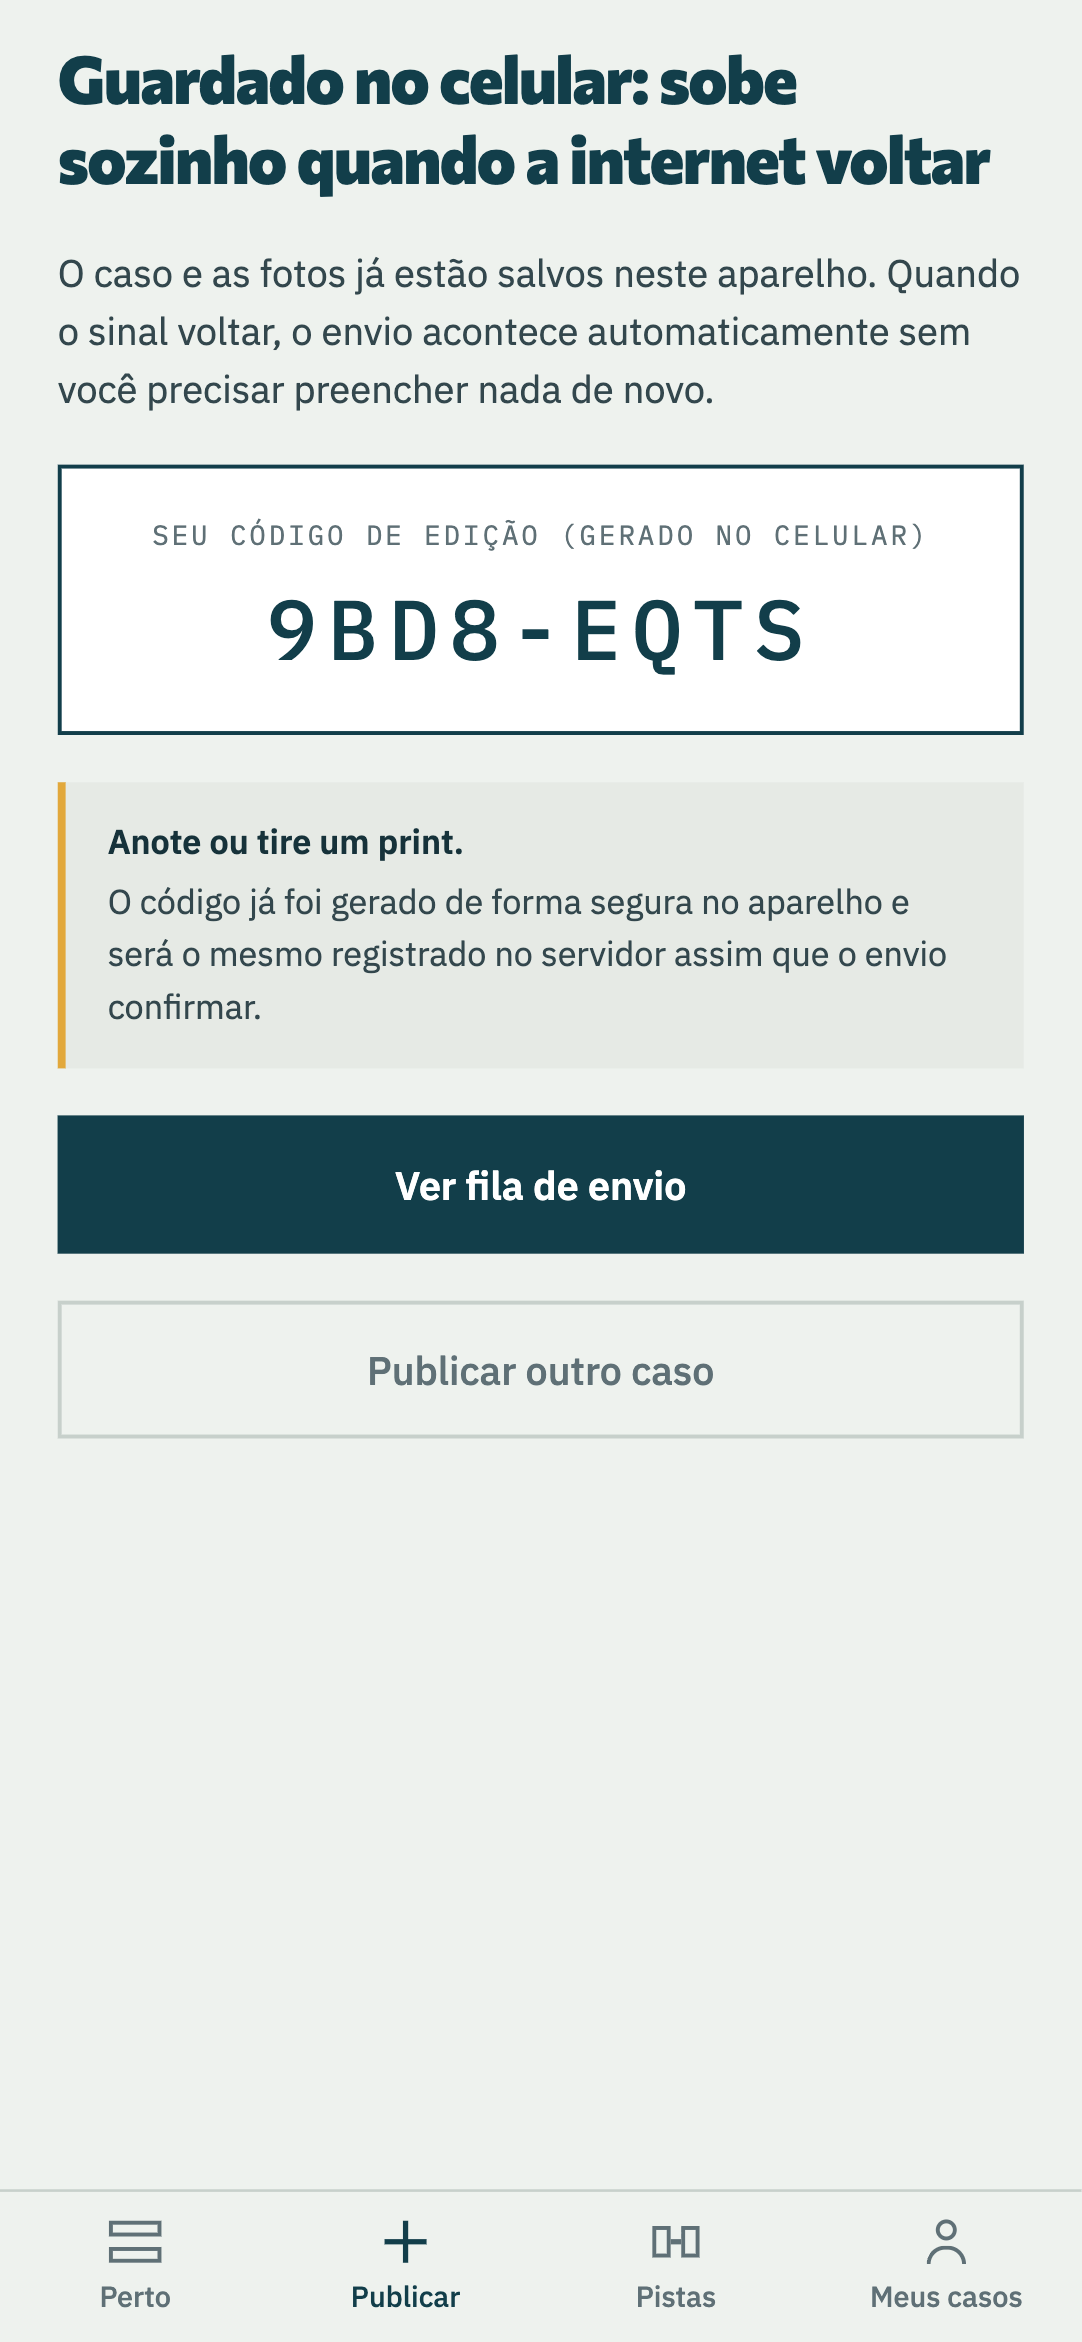 Guardado no celular: sobe
sozinho quando a internet voltar
O caso e as fotos já estão salvos neste aparelho. Quando
o sinal voltar, o envio acontece automaticamente sem
você precisar preencher nada de novo.
SEU CÓDIGO DE EDIÇÃO (GERADO NO CELULAR)
9BD8-EQTS
Anote ou tire um print.
O código já foi gerado de forma segura no aparelho e
será o mesmo registrado no servidor assim que o envio
confirmar.
Ver fila de envio
Publicar outro caso
Perto
Publicar
Pistas
Meus casos